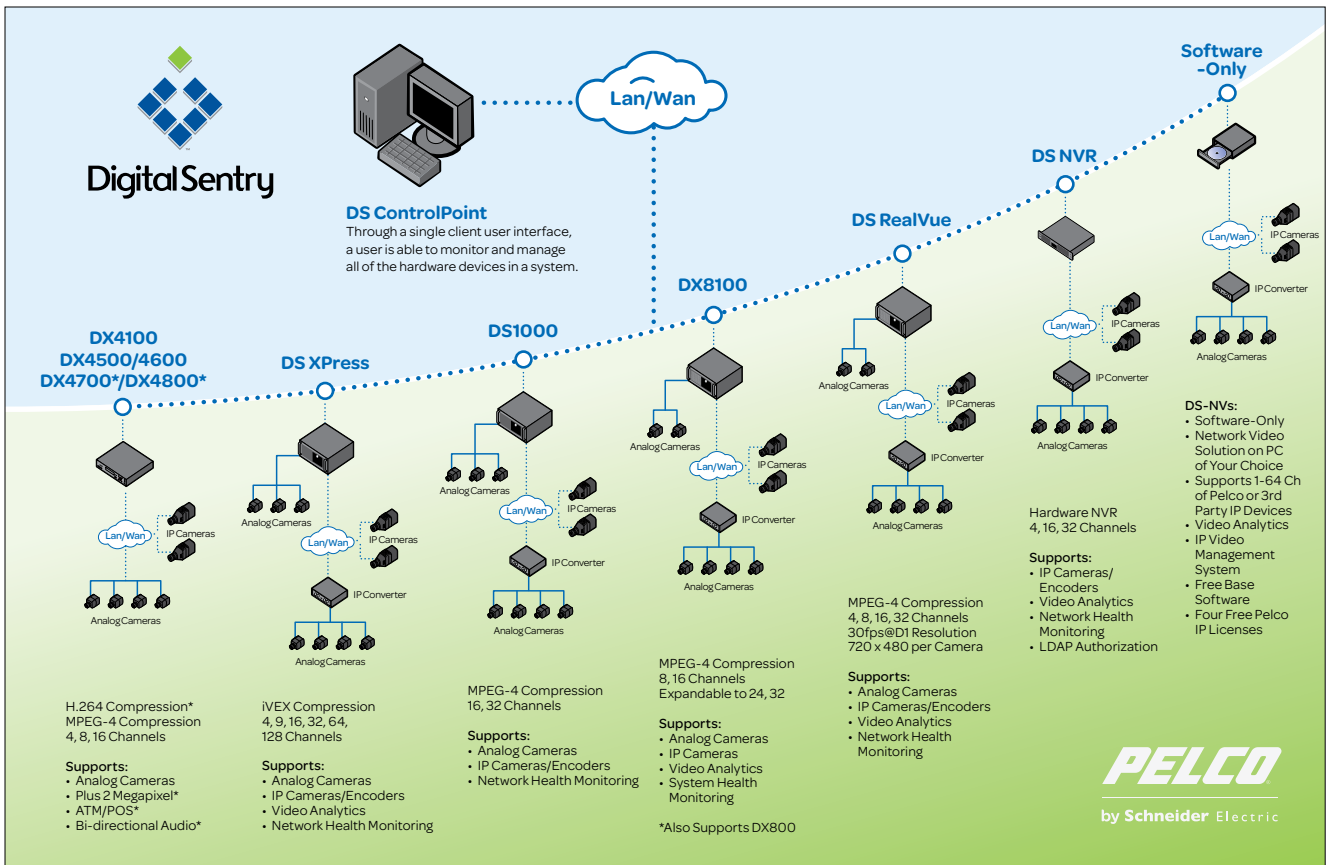 Digital Sentry
DS ControlPoint
Through a single client user interface,
a user is able to monitor and manage
all of the hardware devices in a system.
Lan/Wan
DX4100
DX4500/4600
DX4700*/DX4800*
Lan/Wan
IP Cameras
Analog Cameras
H.264 Compression*
MPEG-4 Compression
4, 8, 16 Channels
Supports:
• Analog Cameras
• Plus 2 Megapixel*
• ATM/POS*
• Bi-directional Audio*
DS XPress
Analog Cameras
Lan/Wan
IP Cameras
IP Converter
Analog Cameras
iVEX Compression
4, 9, 16, 32, 64,
128 Channels
Supports:
• Analog Cameras
• IP Cameras/Encoders
• Video Analytics
• Network Health Monitoring
DS1000
Analog Cameras
Lan/Wan
IP Cameras
IP Converter
Analog Cameras
MPEG-4 Compression
16, 32 Channels
Supports:
• Analog Cameras
• IP Cameras/Encoders
• Network Health Monitoring
DX8100
Analog Cameras
Lan/Wan
IP Cameras
IP Converter
Analog Cameras
MPEG-4 Compression
8, 16 Channels
Expandable to 24, 32
Supports:
• Analog Cameras
• IP Cameras
• Video Analytics
• System Health
Monitoring
*Also Supports DX800
DS RealVue
Analog Cameras
Lan/Wan
IP Cameras
IP Converter
Analog Cameras
MPEG-4 Compression
4, 8, 16, 32 Channels
30fps@D1 Resolution
720 x 480 per Camera
Supports:
• Analog Cameras
• IP Cameras/Encoders
• Video Analytics
• Network Health
Monitoring
DS NVR
Lan/Wan
IP Cameras
IP Converter
Analog Cameras
Hardware NVR
4, 16, 32 Channels
Supports:
• IP Cameras/
Encoders
• Video Analytics
• Network Health
Monitoring
• LDAP Authorization
Software
-Only
Lan/Wan
IP Cameras
IP Converter
Analog Cameras
DS-NVs:
• Software-Only
• Network Video
Solution on PC
of Your Choice
• Supports 1-64 Ch
of Pelco or 3rd
Party IP Devices
• Video Analytics
• IP Video
Management
System
• Free Base
Software
• Four Free Pelco
IP Licenses
PELCO
by Schneider Electric